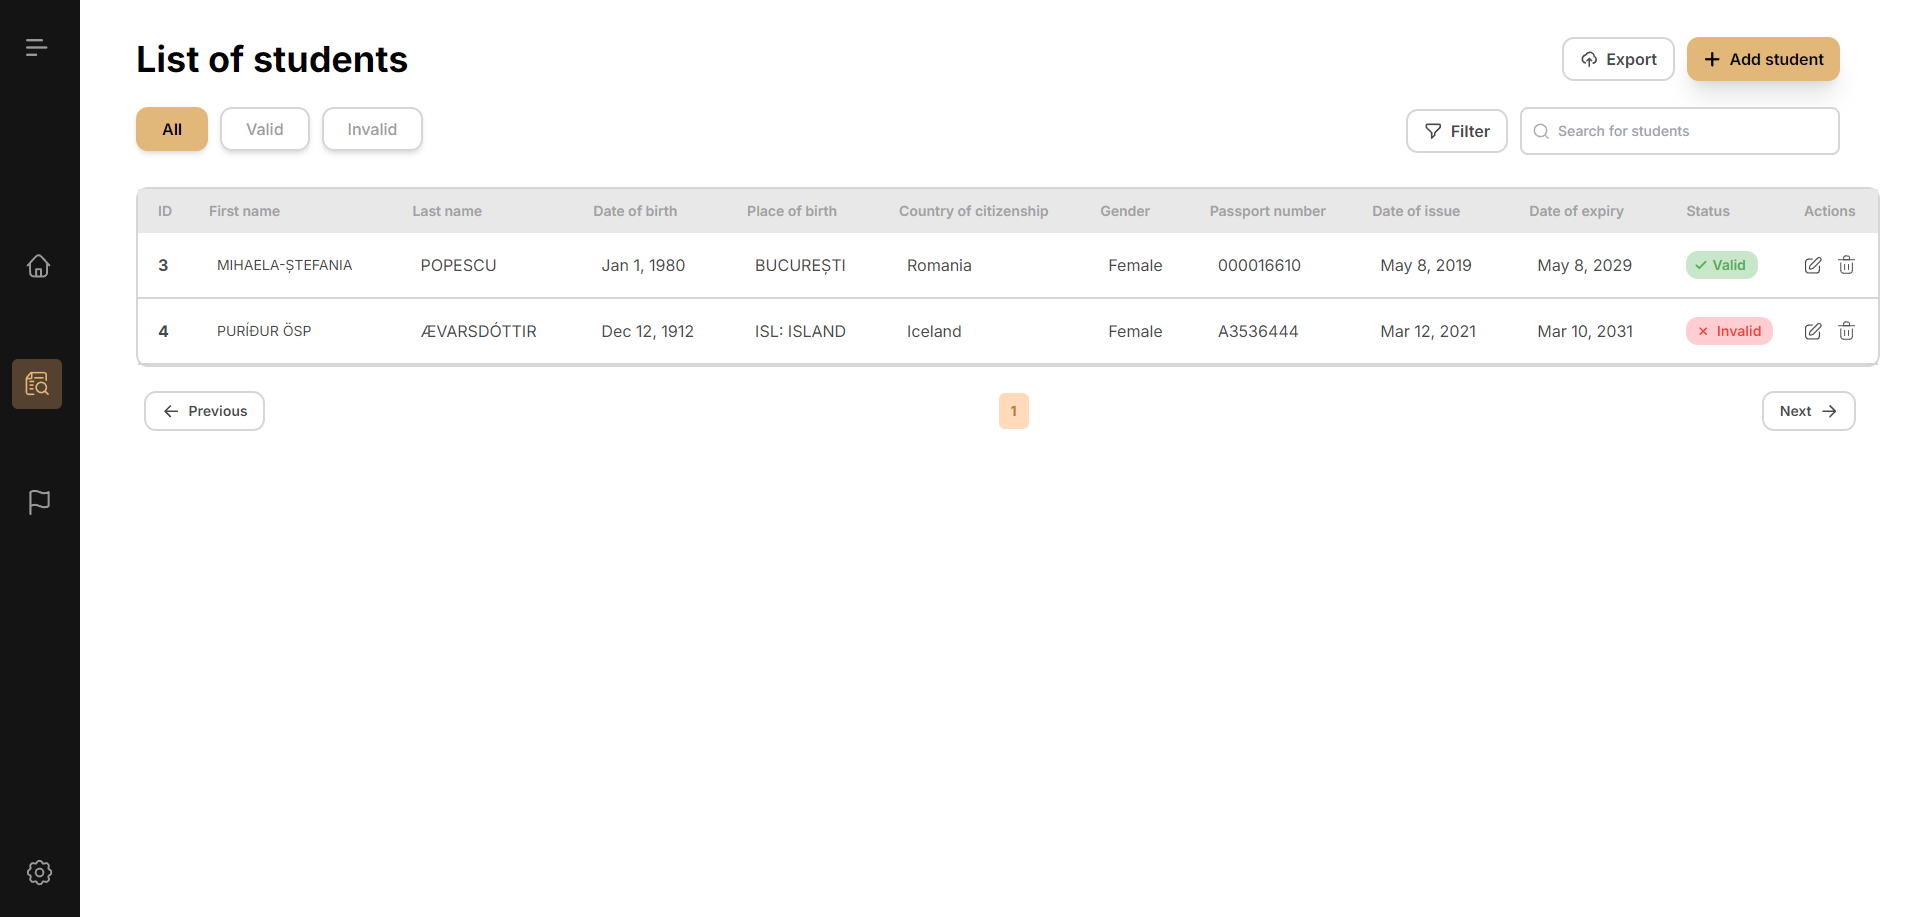 List of students
Export
Add student
All
Valid
Invalid
Filter
Search for students
ID First name Last name Date of birth Place of birth Country of citizenship Gender Passport number Date of issue Date of expiry Status Actions
3 MIHAELA-ȘTEFANIA POPESCU Jan 1, 1980 BUCUREȘTI Romania Female 000016610 May 8, 2019 May 8, 2029 Valid
4 PURÍÐUR ÖSP ÆVARSDÓTTIR Dec 12, 1912 ISL: ISLAND Iceland Female A3536444 Mar 12, 2021 Mar 10, 2031 Invalid
Previous
1
Next